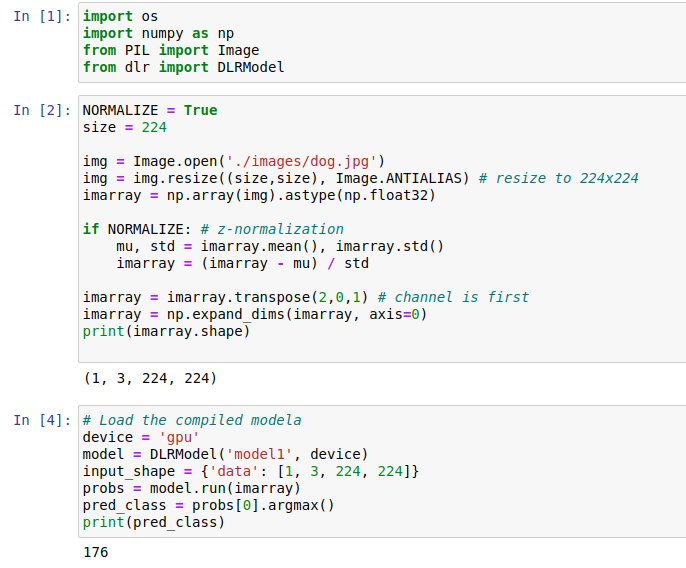 In [1]: import os
import numpy as np
from PIL import Image
from dlr import DLRModel
In [2]: NORMALIZE = True
size = 224
img = Image.open('./images/dog.jpg')
img = img.resize((size,size), Image.ANTIALIAS) # resize to 224x224
imarray = np.array(img).astype(np.float32)
if NORMALIZE: # z-normalization
    mu, std = imarray.mean(), imarray.std()
    imarray = (imarray - mu) / std
imarray = imarray.transpose(2,0,1) # channel is first
imarray = np.expand_dims(imarray, axis=0)
print(imarray.shape)
(1, 3, 224, 224)
In [4]: # Load the compiled modela
device = 'gpu'
model = DLRModel('model1', device)
input_shape = {'data': [1, 3, 224, 224]}
probs = model.run(imarray)
pred_class = probs[0].argmax()
print(pred_class)
176